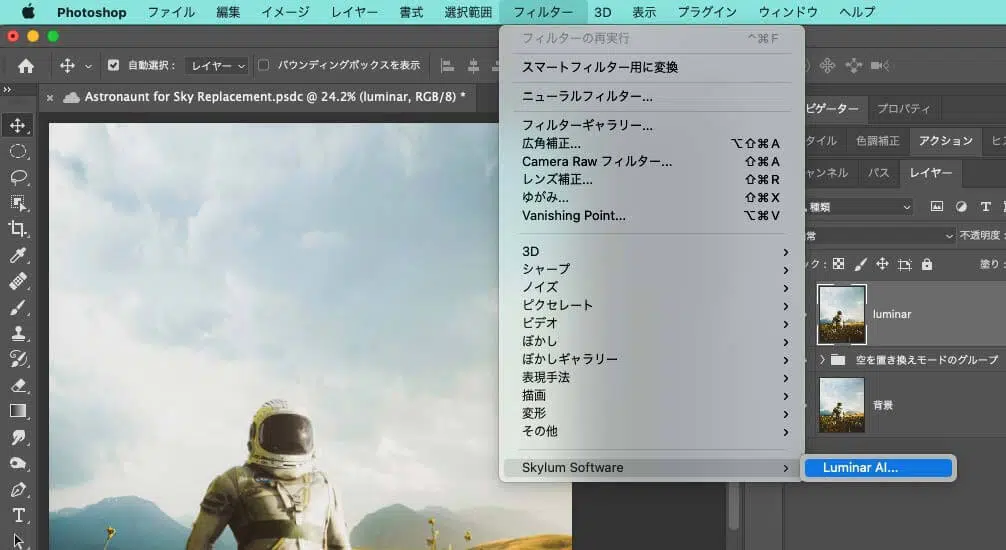 Photoshop ファイル 編集 イメージ レイヤー 書式 選択範囲 フィルター 3D 表示 プラグイン ウィンドウ ヘルプ
自動選択： レイヤー バウンディングボックスを表示
× Astronaunt for Sky Replacement.psdc @ 24.2% (luminar, RGB/8) *
フィルターの再実行 ^⌘F
スマートフィルター用に変換
ニューラルフィルター...
フィルターギャラリー...
広角補正... ⌥⇧⌘A
Camera Raw フィルター... ⇧⌘A
レンズ補正... ⇧⌘R
ゆがみ... ⇧⌘X
Vanishing Point... ⌥⌘V
3D
シャープ
ノイズ
ピクセレート
ビデオ
ぼかし
ぼかしギャラリー
表現手法
描画
変形
その他
Skylum Software
Luminar AI...
ビゲーター プロパティ
タイル 色調補正 アクション ヒス
ャンネル パス レイヤー
種類
常 不透明度：
ック： 塗り：
luminar
空を置き換えモードのグループ
背景